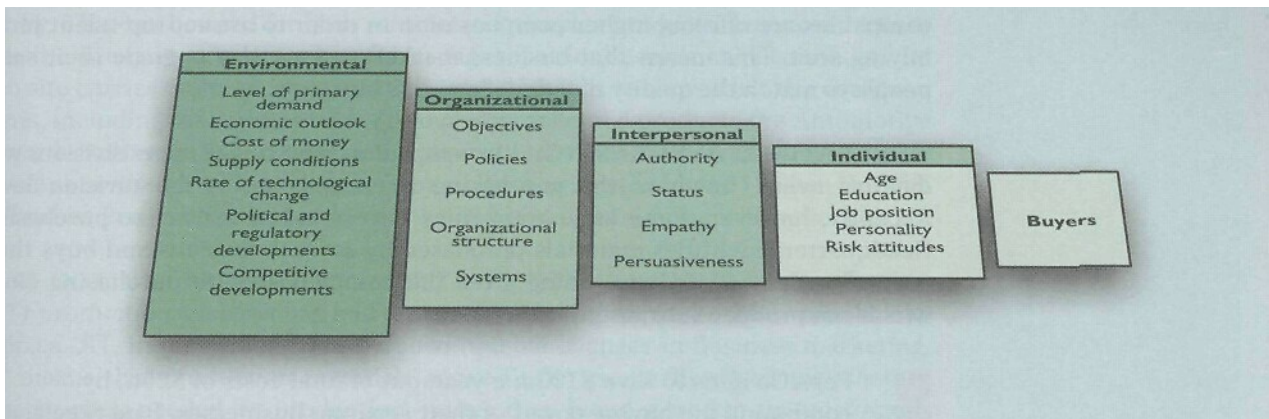 Environmental
Level of primary
demand
Economic outlook
Cost of money
Supply conditions
Rate of technological
change
Political and
regulatory
developments
Competitive
developments
Organizational
Objectives
Policies
Procedures
Organizational
structure
Systems
Interpersonal
Authority
Status
Empathy
Persuasiveness
Individual
Age
Education
Job position
Personality
Risk attitudes
Buyers